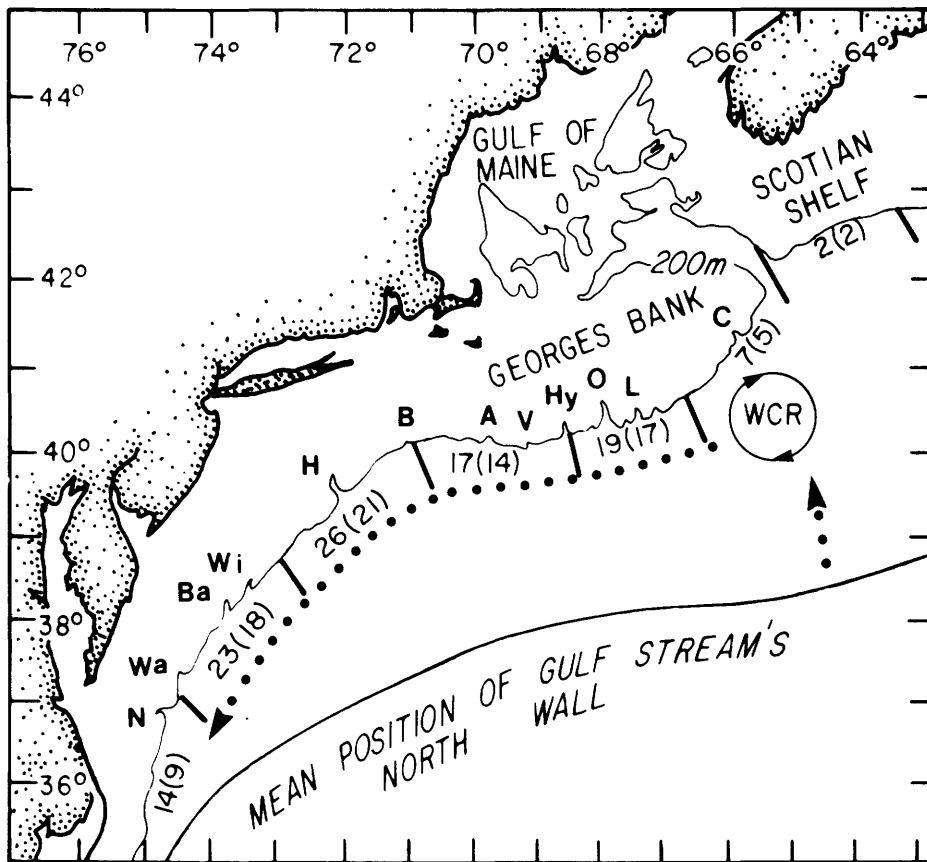 76° 74° 72° 70° 68° 66° 64°
44°
GULF OF
MAINE
SCOTIAN
SHELF
2(2)
42°
200m
GEORGES BANK
C
7(5)
WCR
O
Hy
L
B
A
V
40°
19(17)
17(14)
H
26(21)
Wi
Ba
38°
23(18)
Wa
N
MEAN POSITION OF GULF STREAM'S
NORTH WALL
36°
14(9)